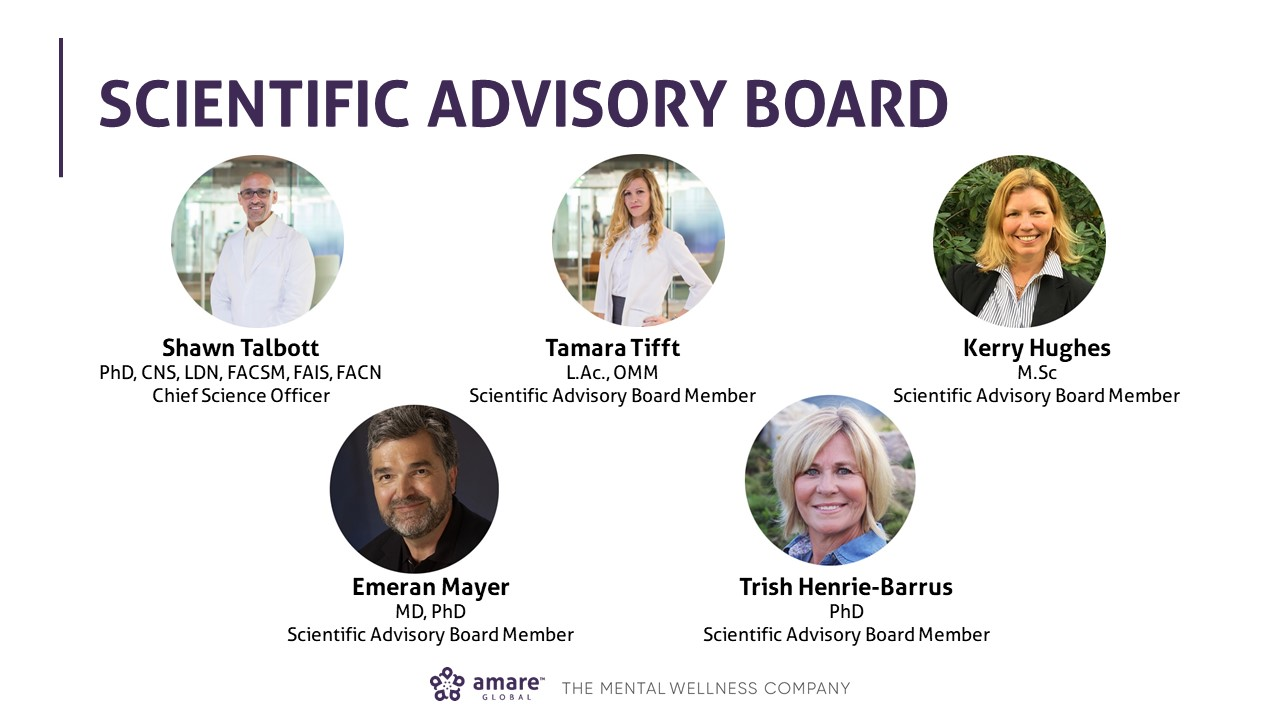 SCIENTIFIC ADVISORY BOARD
Shawn Talbott
PhD, CNS, LDN, FACSM, FAIS, FACN
Chief Science Officer
Tamara Tifft
L.Ac., OMM
Scientific Advisory Board Member
Kerry Hughes
M.Sc
Scientific Advisory Board Member
Emeran Mayer
MD, PhD
Scientific Advisory Board Member
Trish Henrie-Barrus
PhD
Scientific Advisory Board Member
amare™
GLOBAL
THE MENTAL WELLNESS COMPANY